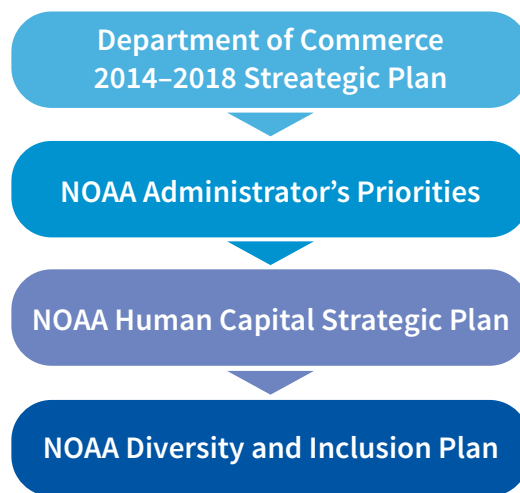 Department of Commerce
2014–2018 Streategic Plan
NOAA Administrator’s Priorities
NOAA Human Capital Strategic Plan
NOAA Diversity and Inclusion Plan